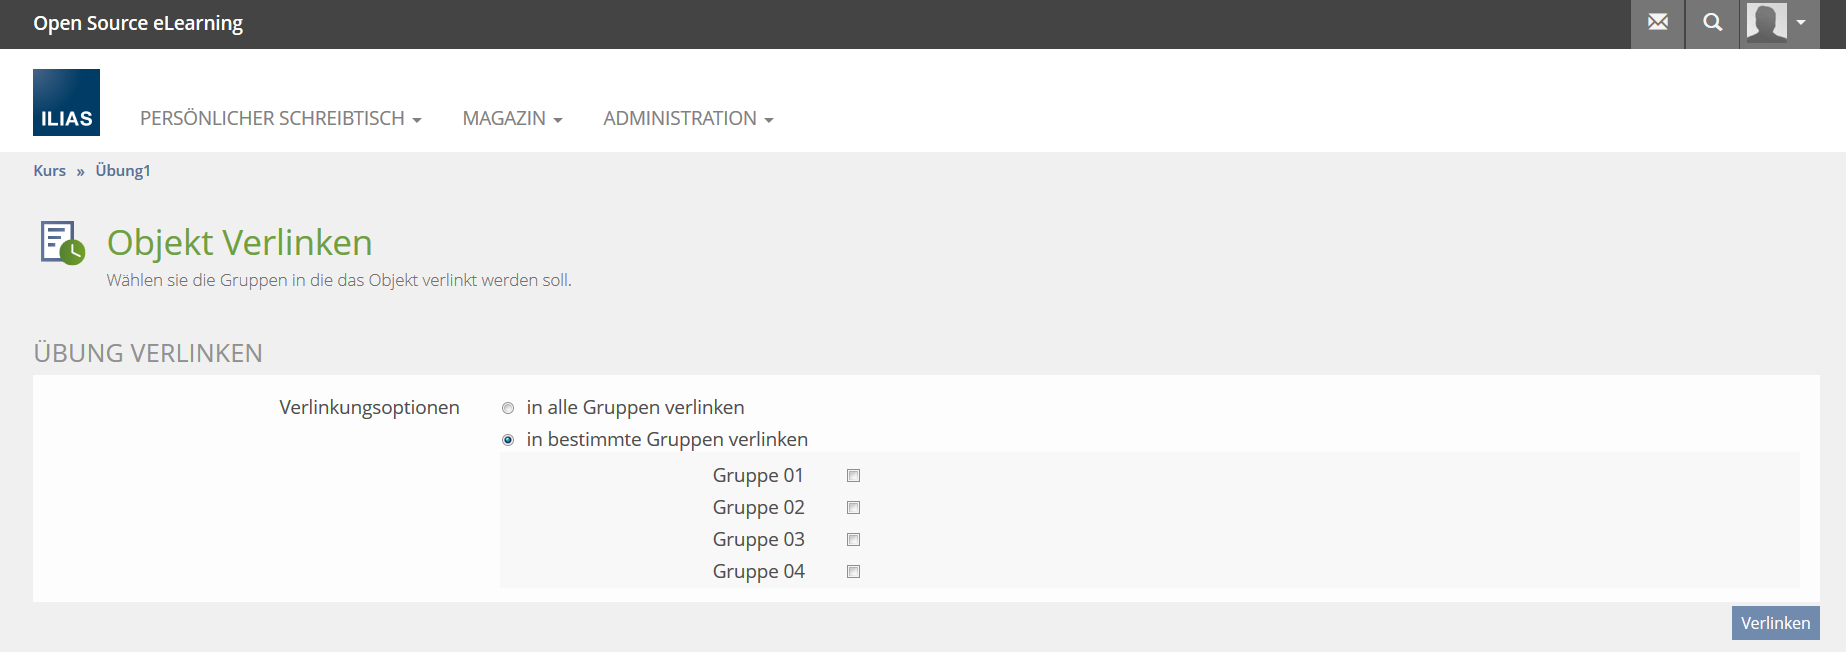 Open Source eLearning
ILIAS
PERSÖNLICHER SCHREIBTISCH
MAGAZIN
ADMINISTRATION
Kurs » Übung1
Objekt Verlinken
Wählen sie die Gruppen in die das Objekt verlinkt werden soll.
ÜBUNG VERLINKEN
Verlinkungsoptionen
in alle Gruppen verlinken
in bestimmte Gruppen verlinken
Gruppe 01
Gruppe 02
Gruppe 03
Gruppe 04
Verlinken